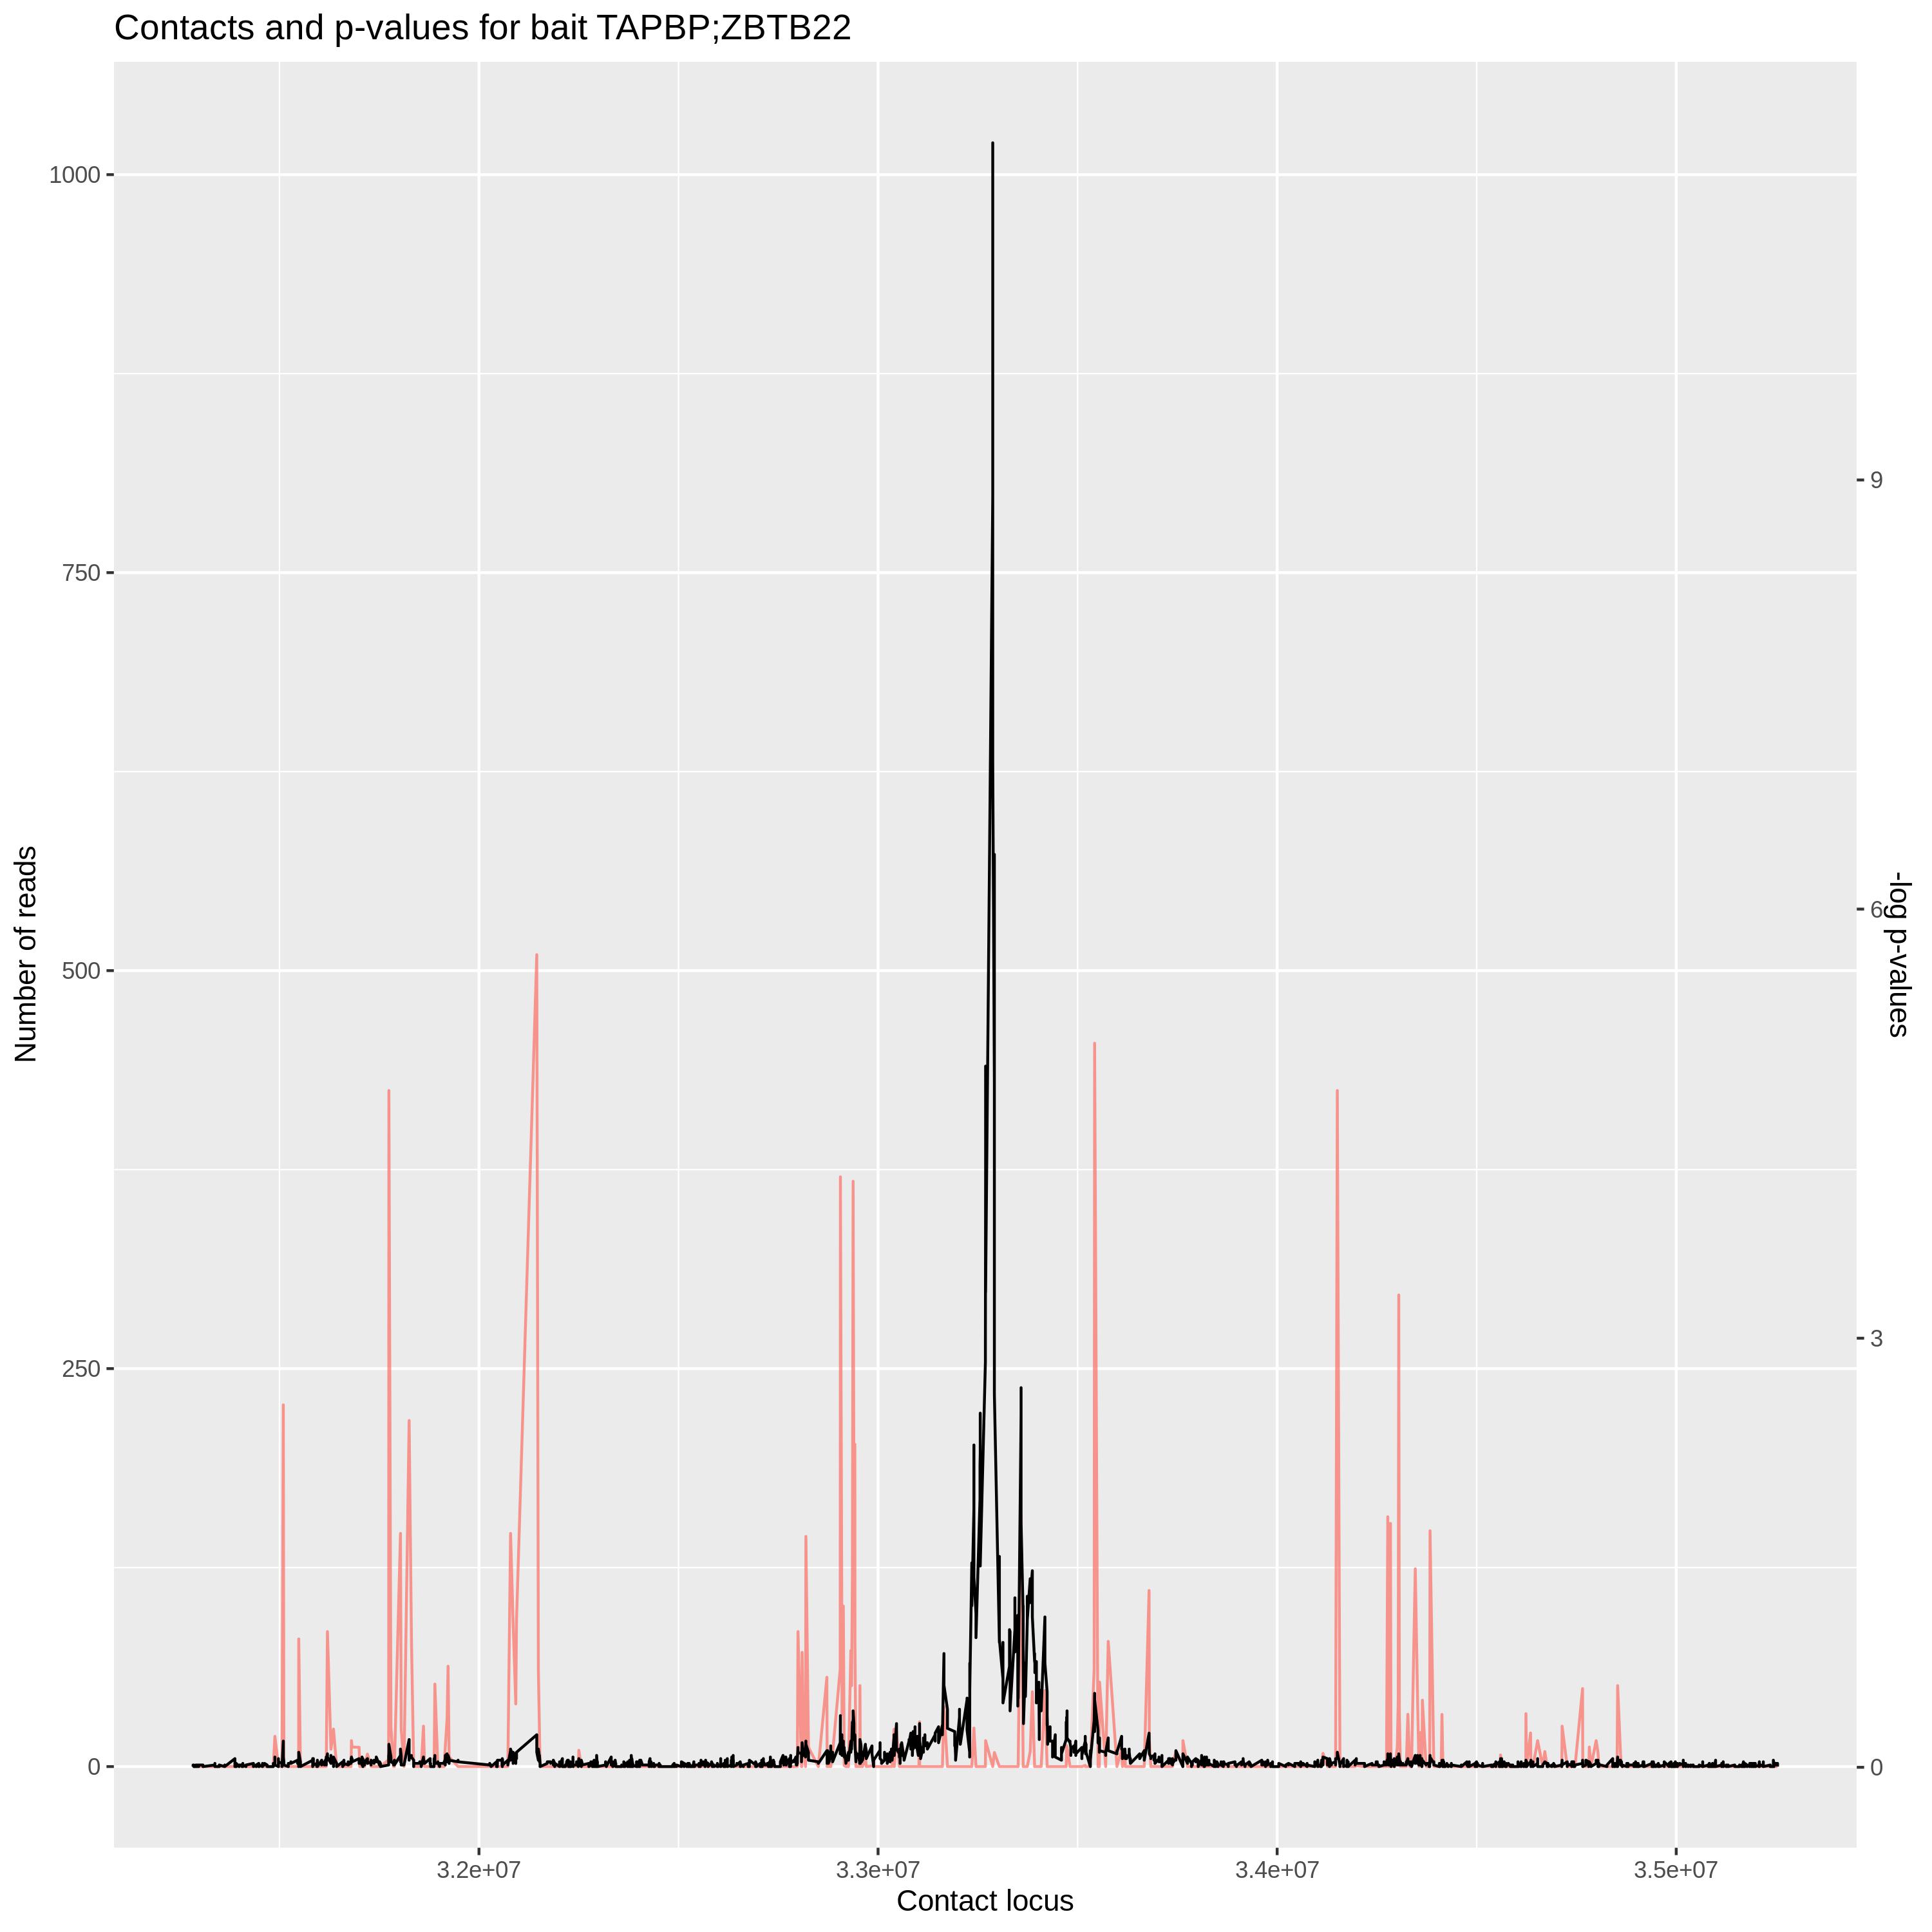 Contacts and p-values for bait TAPBP;ZBTB22
1000
750
500
250
0
Number of reads
9
6
3
0
-log p-values
3.2e+07 3.3e+07 3.4e+07 3.5e+07
Contact locus